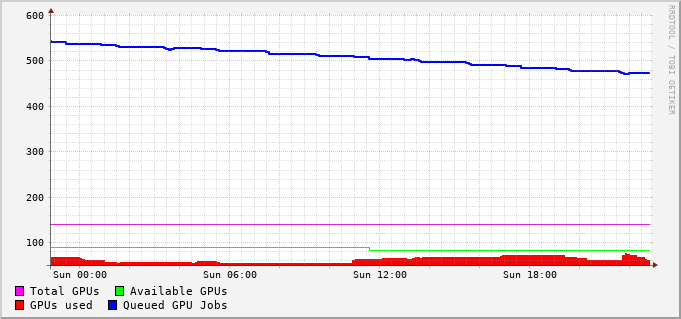 600
500
400
300
200
100
Sun 00:00 Sun 06:00 Sun 12:00 Sun 18:00
Total GPUs Available GPUs
GPUs used Queued GPU Jobs
RRDTOOL / TOBI OETIKER